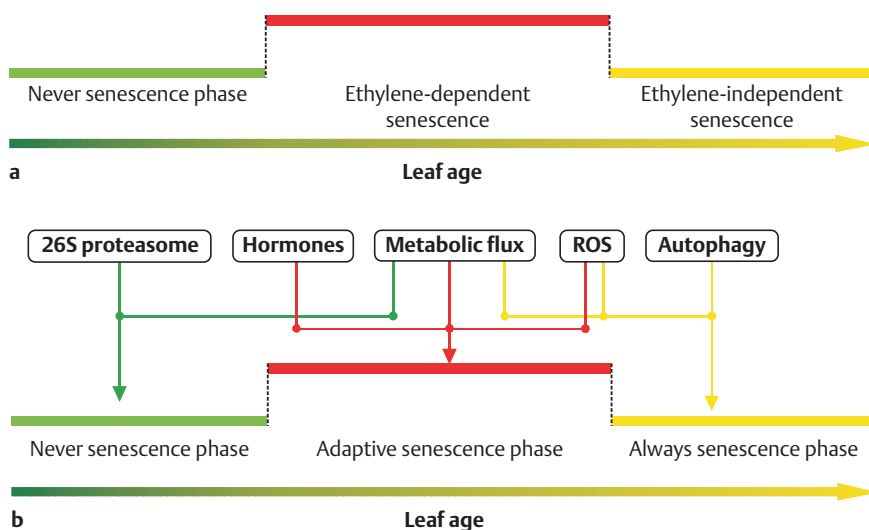 Never senescence phase
Ethylene-dependent
senescence
Ethylene-independent
senescence
a
Leaf age
26S proteasome
Hormones
Metabolic flux
ROS
Autophagy
Never senescence phase
Adaptive senescence phase
Always senescence phase
b
Leaf age